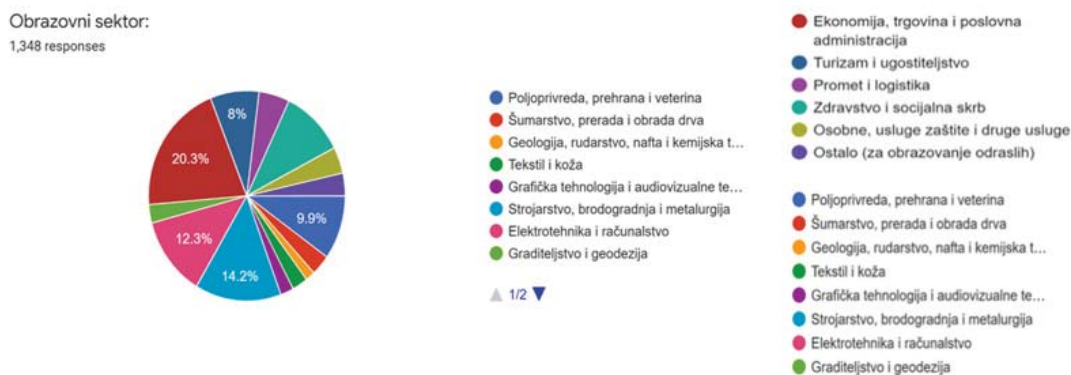 Obrazovni sektor:
1,348 responses
8%
20.3%
9.9%
12.3%
14.2%
Poljoprivreda, prehrana i veterina
Šumarstvo, prerada i obrada drva
Geologija, rudarstvo, nafta i kemijska t…
Tekstil i koža
Grafička tehnologija i audiovizualne te…
Strojarstvo, brodogradnja i metalurgija
Elektrotehnika i računalstvo
Graditeljstvo i geodezija
1/2
Ekonomija, trgovina i poslovna
administracija
Turizam i ugostiteljstvo
Promet i logistika
Zdravstvo i socijalna skrb
Osobne, usluge zaštite i druge usluge
Ostalo (za obrazovanje odraslih)
Poljoprivreda, prehrana i veterina
Šumarstvo, prerada i obrada drva
Geologija, rudarstvo, nafta i kemijska t…
Tekstil i koža
Grafička tehnologija i audiovizualne te…
Strojarstvo, brodogradnja i metalurgija
Elektrotehnika i računalstvo
Graditeljstvo i geodezija